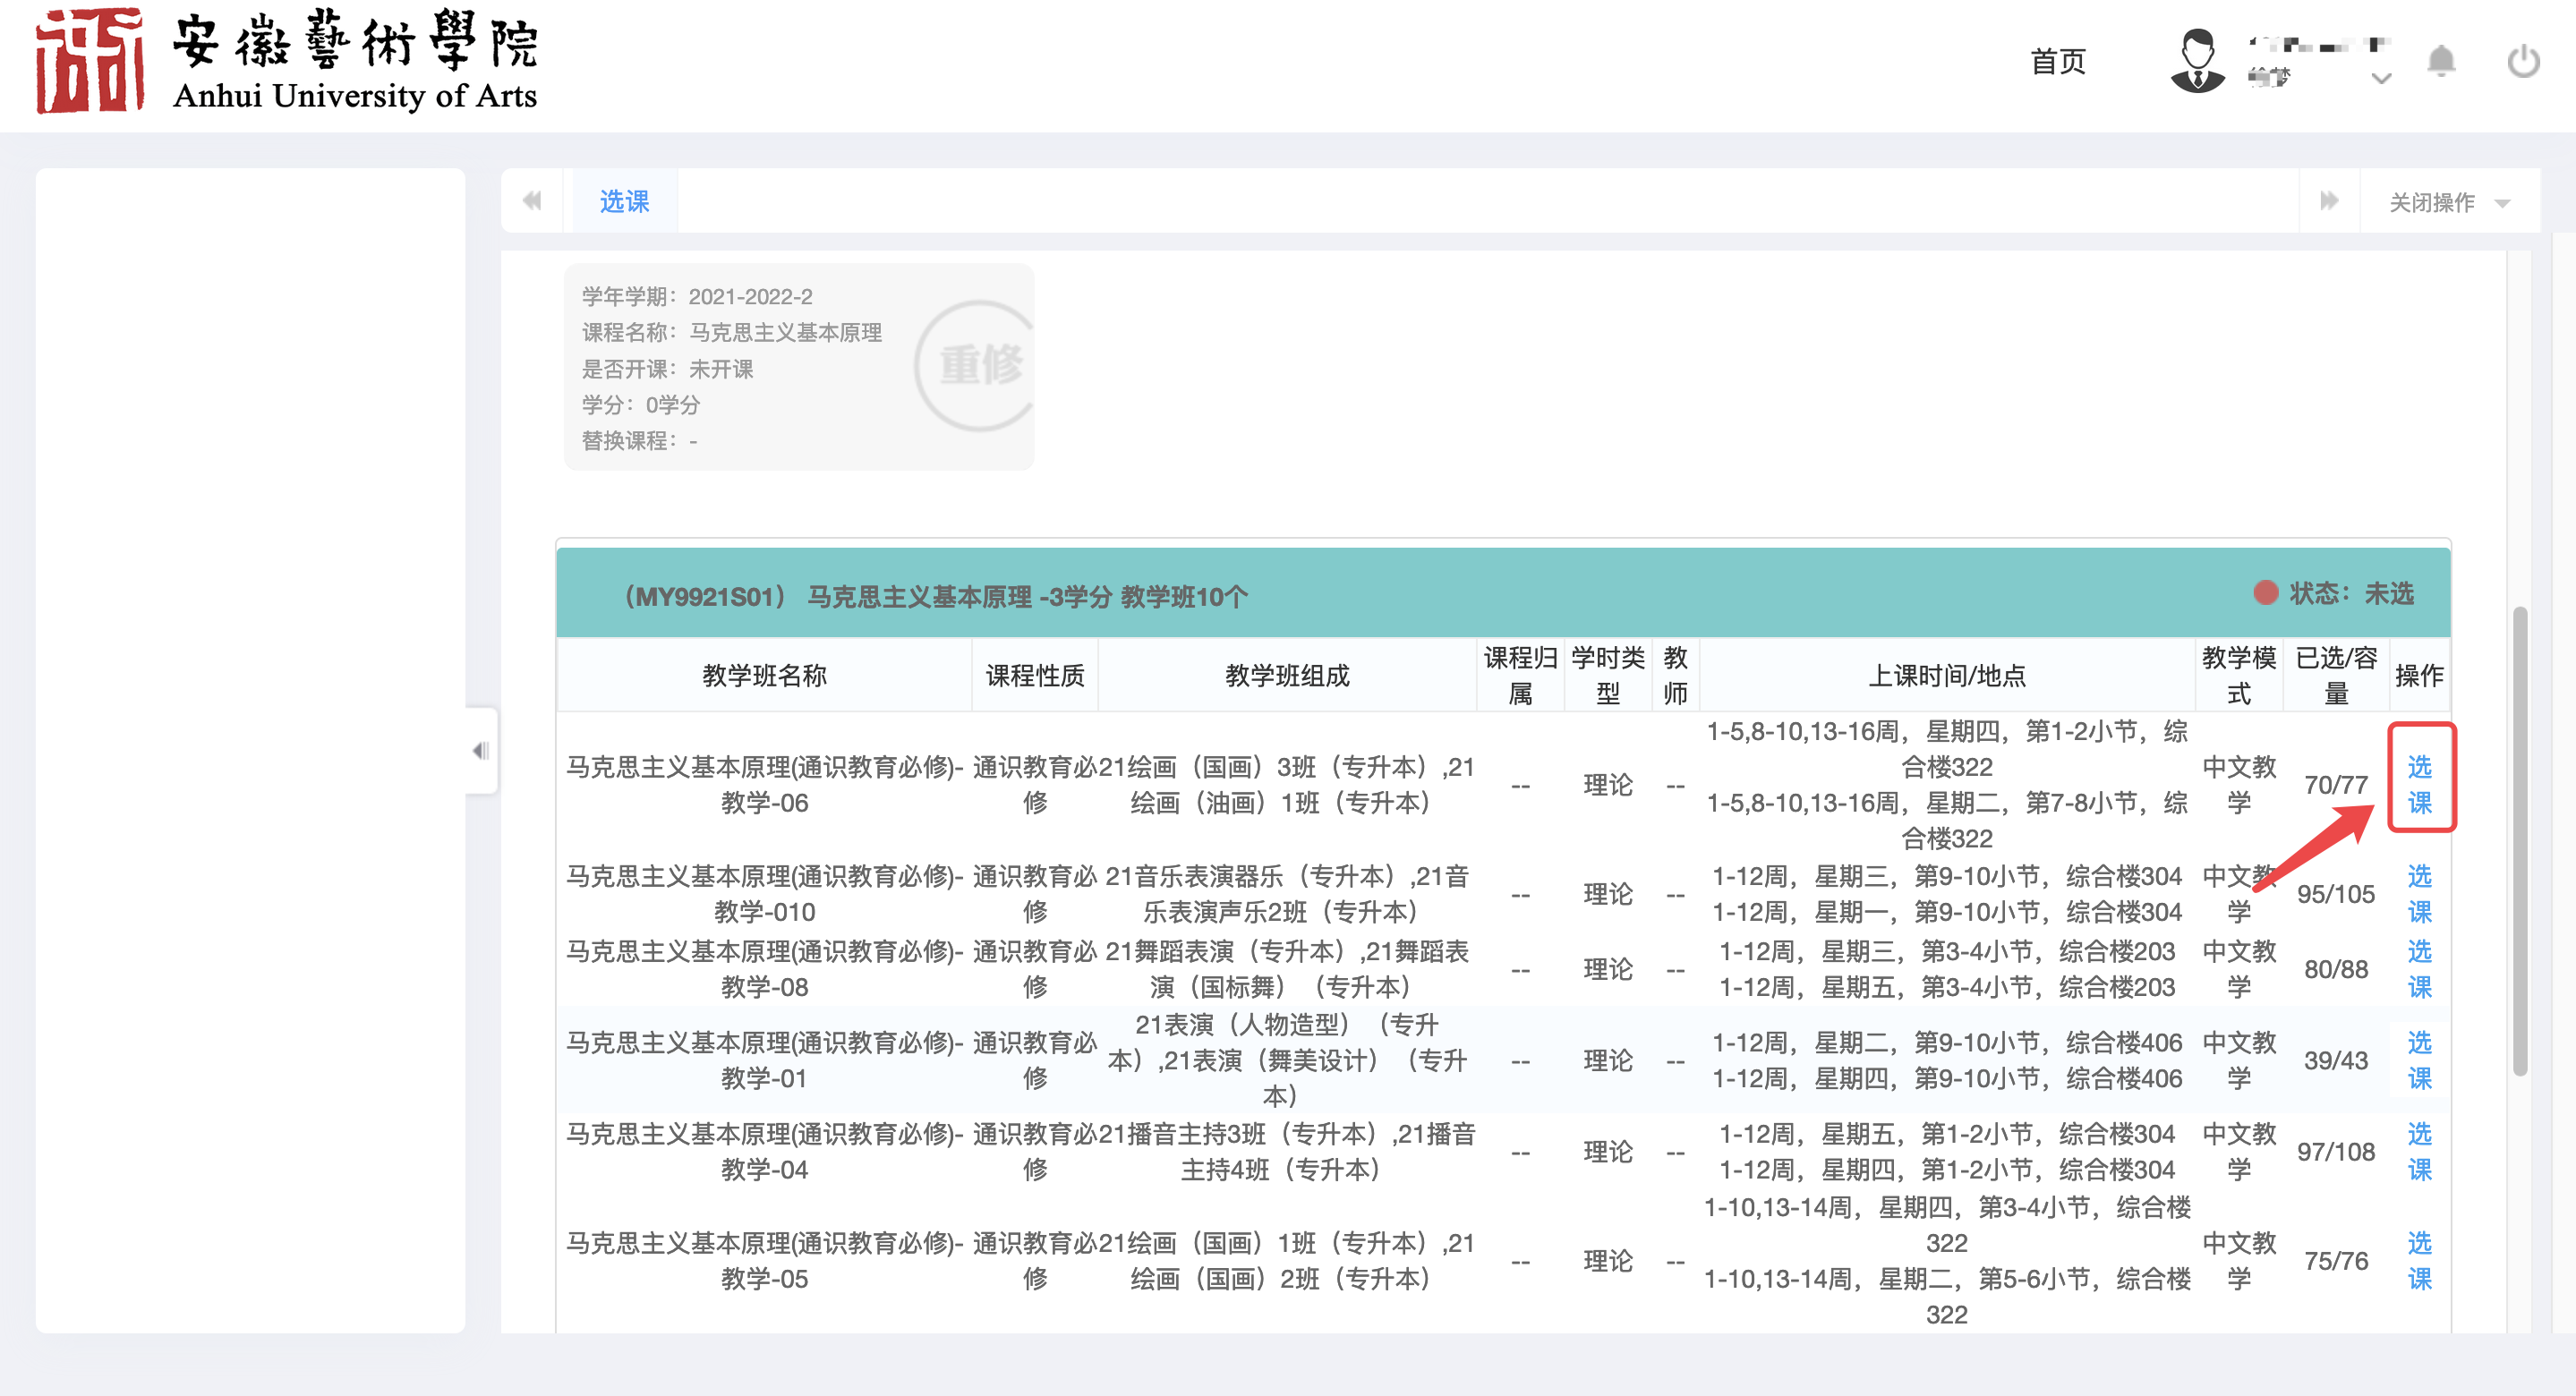 安徽藝術學院
Anhui University of Arts
首页
选课
关闭操作
学年学期：2021-2022-2
课程名称：马克思主义基本原理
是否开课：未开课
学分：0学分
替换课程：-
重修
（MY9921S01） 马克思主义基本原理 -3学分 教学班10个
状态：未选
教学班名称 课程性质 教学班组成 课程归属 学时类型 教师 上课时间/地点 教学模式 已选/容量 操作
马克思主义基本原理(通识教育必修)-教学-06 通识教育必修 21绘画（国画）3班（专升本）,21绘画（油画）1班（专升本） -- 理论 -- 1-5,8-10,13-16周，星期四，第1-2小节，综合楼322
1-5,8-10,13-16周，星期二，第7-8小节，综合楼322 中文教学 70/77 选课
马克思主义基本原理(通识教育必修)-教学-010 通识教育必修 21音乐表演器乐（专升本）,21音乐表演声乐2班（专升本） -- 理论 -- 1-12周，星期三，第9-10小节，综合楼304
1-12周，星期一，第9-10小节，综合楼304 中文教学 95/105 选课
马克思主义基本原理(通识教育必修)-教学-08 通识教育必修 21舞蹈表演（专升本）,21舞蹈表演（国标舞）（专升本） -- 理论 -- 1-12周，星期三，第3-4小节，综合楼203
1-12周，星期五，第3-4小节，综合楼203 中文教学 80/88 选课
马克思主义基本原理(通识教育必修)-教学-01 通识教育必修 21表演（人物造型）（专升本）,21表演（舞美设计）（专升本） -- 理论 -- 1-12周，星期二，第9-10小节，综合楼406
1-12周，星期四，第9-10小节，综合楼406 中文教学 39/43 选课
马克思主义基本原理(通识教育必修)-教学-04 通识教育必修 21播音主持3班（专升本）,21播音主持4班（专升本） -- 理论 -- 1-12周，星期五，第1-2小节，综合楼304
1-12周，星期四，第1-2小节，综合楼304 中文教学 97/108 选课
马克思主义基本原理(通识教育必修)-教学-05 通识教育必修 21绘画（国画）1班（专升本）,21绘画（国画）2班（专升本） -- 理论 -- 1-10,13-14周，星期四，第3-4小节，综合楼322
1-10,13-14周，星期二，第5-6小节，综合楼322 中文教学 75/76 选课